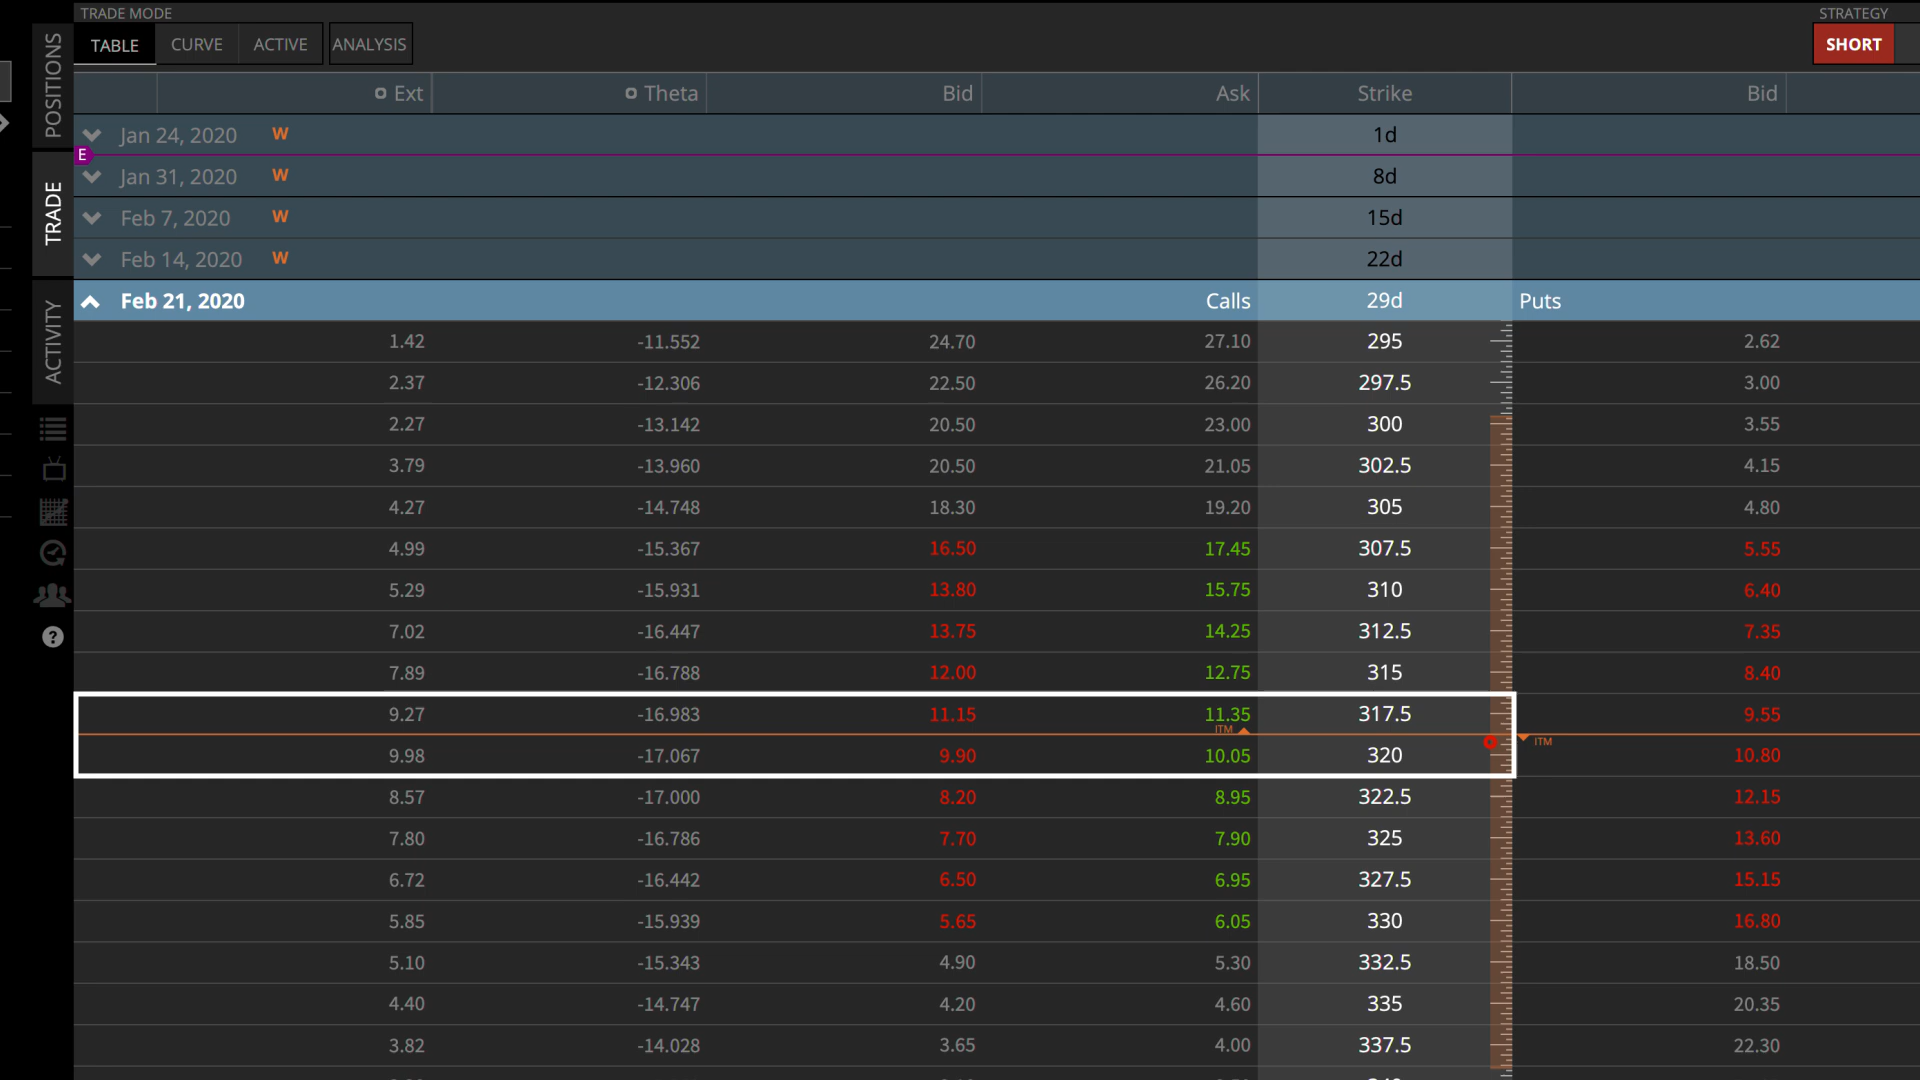 TRADE MODE
STRATEGY
TABLE CURVE ACTIVE ANALYSIS SHORT
POSITIONS
TRADE
ACTIVITY
Ext Theta Bid Ask Strike Bid
Jan 24, 2020 W 1d
E
Jan 31, 2020 W 8d
Feb 7, 2020 W 15d
Feb 14, 2020 W 22d
Feb 21, 2020 Calls 29d Puts
1.42 -11.552 24.70 27.10 295 2.62
2.37 -12.306 22.50 26.20 297.5 3.00
2.27 -13.142 20.50 23.00 300 3.55
3.79 -13.960 20.50 21.05 302.5 4.15
4.27 -14.748 18.30 19.20 305 4.80
4.99 -15.367 16.50 17.45 307.5 5.55
5.29 -15.931 13.80 15.75 310 6.40
7.02 -16.447 13.75 14.25 312.5 7.35
7.89 -16.788 12.00 12.75 315 8.40
9.27 -16.983 11.15 11.35 317.5 9.55
ITM ITM
9.98 -17.067 9.90 10.05 320 10.80
8.57 -17.000 8.20 8.95 322.5 12.15
7.80 -16.786 7.70 7.90 325 13.60
6.72 -16.442 6.50 6.95 327.5 15.15
5.85 -15.939 5.65 6.05 330 16.80
5.10 -15.343 4.90 5.30 332.5 18.50
4.40 -14.747 4.20 4.60 335 20.35
3.82 -14.028 3.65 4.00 337.5 22.30